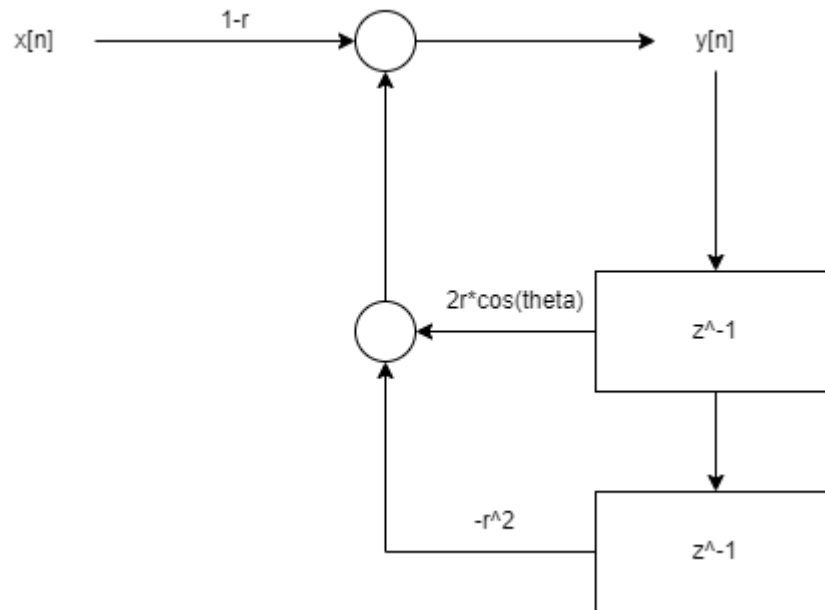 1-r
x[n]
y[n]
2r*cos(theta)
z^-1
-r^2
z^-1